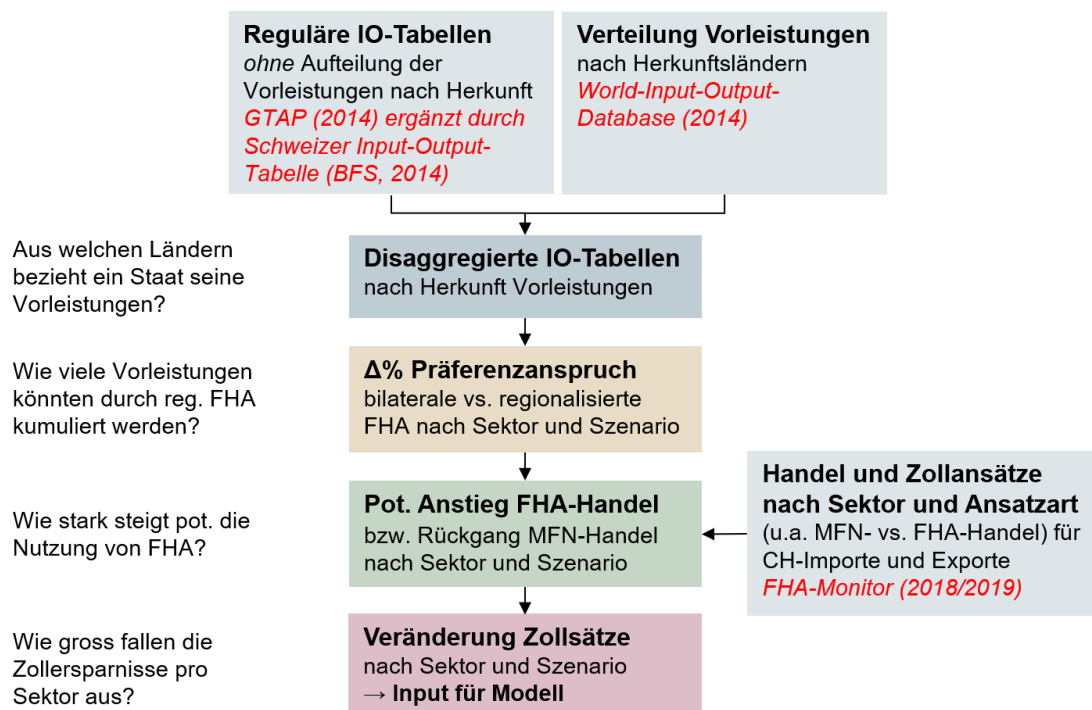 Reguläre IO-Tabellen
ohne Aufteilung der
Vorleistungen nach Herkunft
GTAP (2014) ergänzt durch
Schweizer Input-Output-
Tabelle (BFS, 2014)
Verteilung Vorleistungen
nach Herkunftsländern
World-Input-Output-
Database (2014)
Aus welchen Ländern
bezieht ein Staat seine
Vorleistungen?
Disaggregierte IO-Tabellen
nach Herkunft Vorleistungen
Wie viele Vorleistungen
könnten durch reg. FHA
kumuliert werden?
Δ% Präferenzanspruch
bilaterale vs. regionalisierte
FHA nach Sektor und Szenario
Wie stark steigt pot. die
Nutzung von FHA?
Pot. Anstieg FHA-Handel
bzw. Rückgang MFN-Handel
nach Sektor und Szenario
Handel und Zollansätze
nach Sektor und Ansatzart
(u.a. MFN- vs. FHA-Handel) für
CH-Importe und Exporte
FHA-Monitor (2018/2019)
Wie gross fallen die
Zollersparnisse pro
Sektor aus?
Veränderung Zollsätze
nach Sektor und Szenario
→ Input für Modell